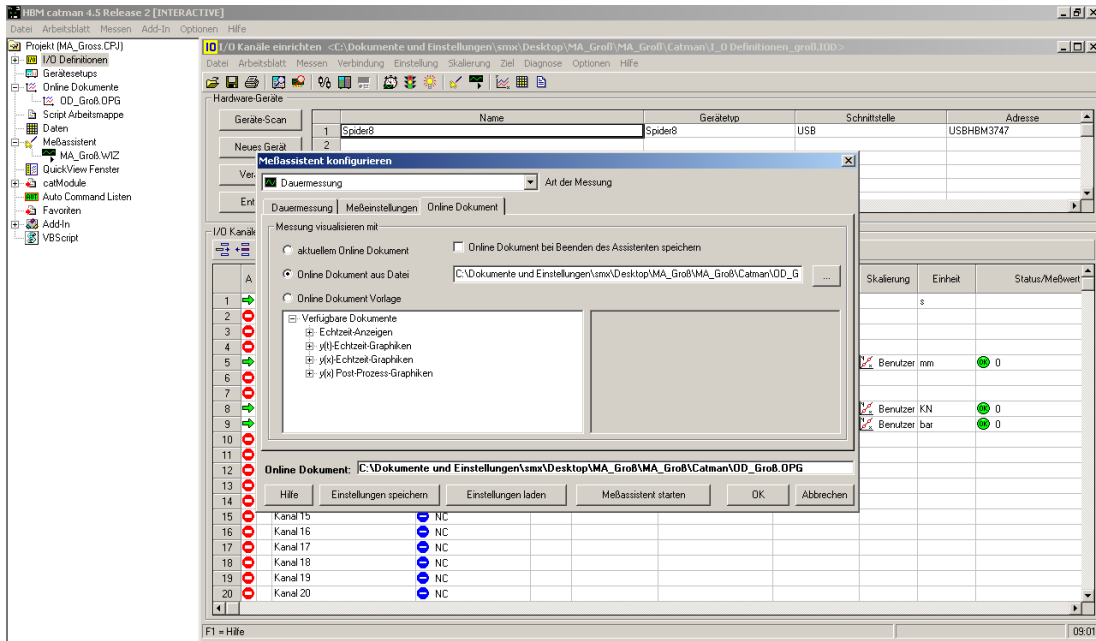 HBM catman 4.5 Release 2 [INTERACTIVE]
Datei Arbeitsblatt Messen Add-In Optionen Hilfe
Projekt (MA_Gross.CPJ)
I/O Definitionen
Gerätesetups
Online Dokumente
OD_Groß.OPG
Script Arbeitsmappe
Daten
Meßassistent
MA_Groß.WIZ
QuickView Fenster
catModule
Auto Command Listen
Favoriten
Add-In
VBScript
I/O Kanäle einrichten <C:\Dokumente und Einstellungen\smx\Desktop\MA_Groß\MA_Groß\Catman\I_O Definitionen_groß.IOD>
Datei Arbeitsblatt Messen Verbindung Einstellung Skalierung Ziel Diagnose Optionen Hilfe
Hardware-Geräte
Geräte-Scan
Neues Gerät
Name Gerätetyp Schnittstelle Adresse
1 Spider8 Spider8 USB USBHBM3747
2
Meßassistent konfigurieren
Dauermessung Art der Messung
Dauermessung Meßeinstellungen Online Dokument
Messung visualisieren mit
aktuellem Online Dokument Online Dokument bei Beenden des Assistenten speichern
Online Dokument aus Datei C:\Dokumente und Einstellungen\smx\Desktop\MA_Groß\MA_Groß\Catman\OD_G ...
Online Dokument Vorlage
Verfügbare Dokumente
Echtzeit-Anzeigen
y(t)-Echtzeit-Graphiken
y(x)-Echtzeit-Graphiken
y(x) Post-Prozess-Graphiken
Online Dokument: C:\Dokumente und Einstellungen\smx\Desktop\MA_Groß\MA_Groß\Catman\OD_Groß.OPG
Hilfe Einstellungen speichern Einstellungen laden Meßassistent starten OK Abbrechen
Skalierung Einheit Status/Meßwert
1 s
2
3
4
5 Benutzer mm OK 0
6
7
8 Benutzer KN OK 0
9 Benutzer bar OK 0
10
11
12
13
14
15 Kanal 15 NC
16 Kanal 16 NC
17 Kanal 17 NC
18 Kanal 18 NC
19 Kanal 19 NC
20 Kanal 20 NC
F1 = Hilfe 09:01